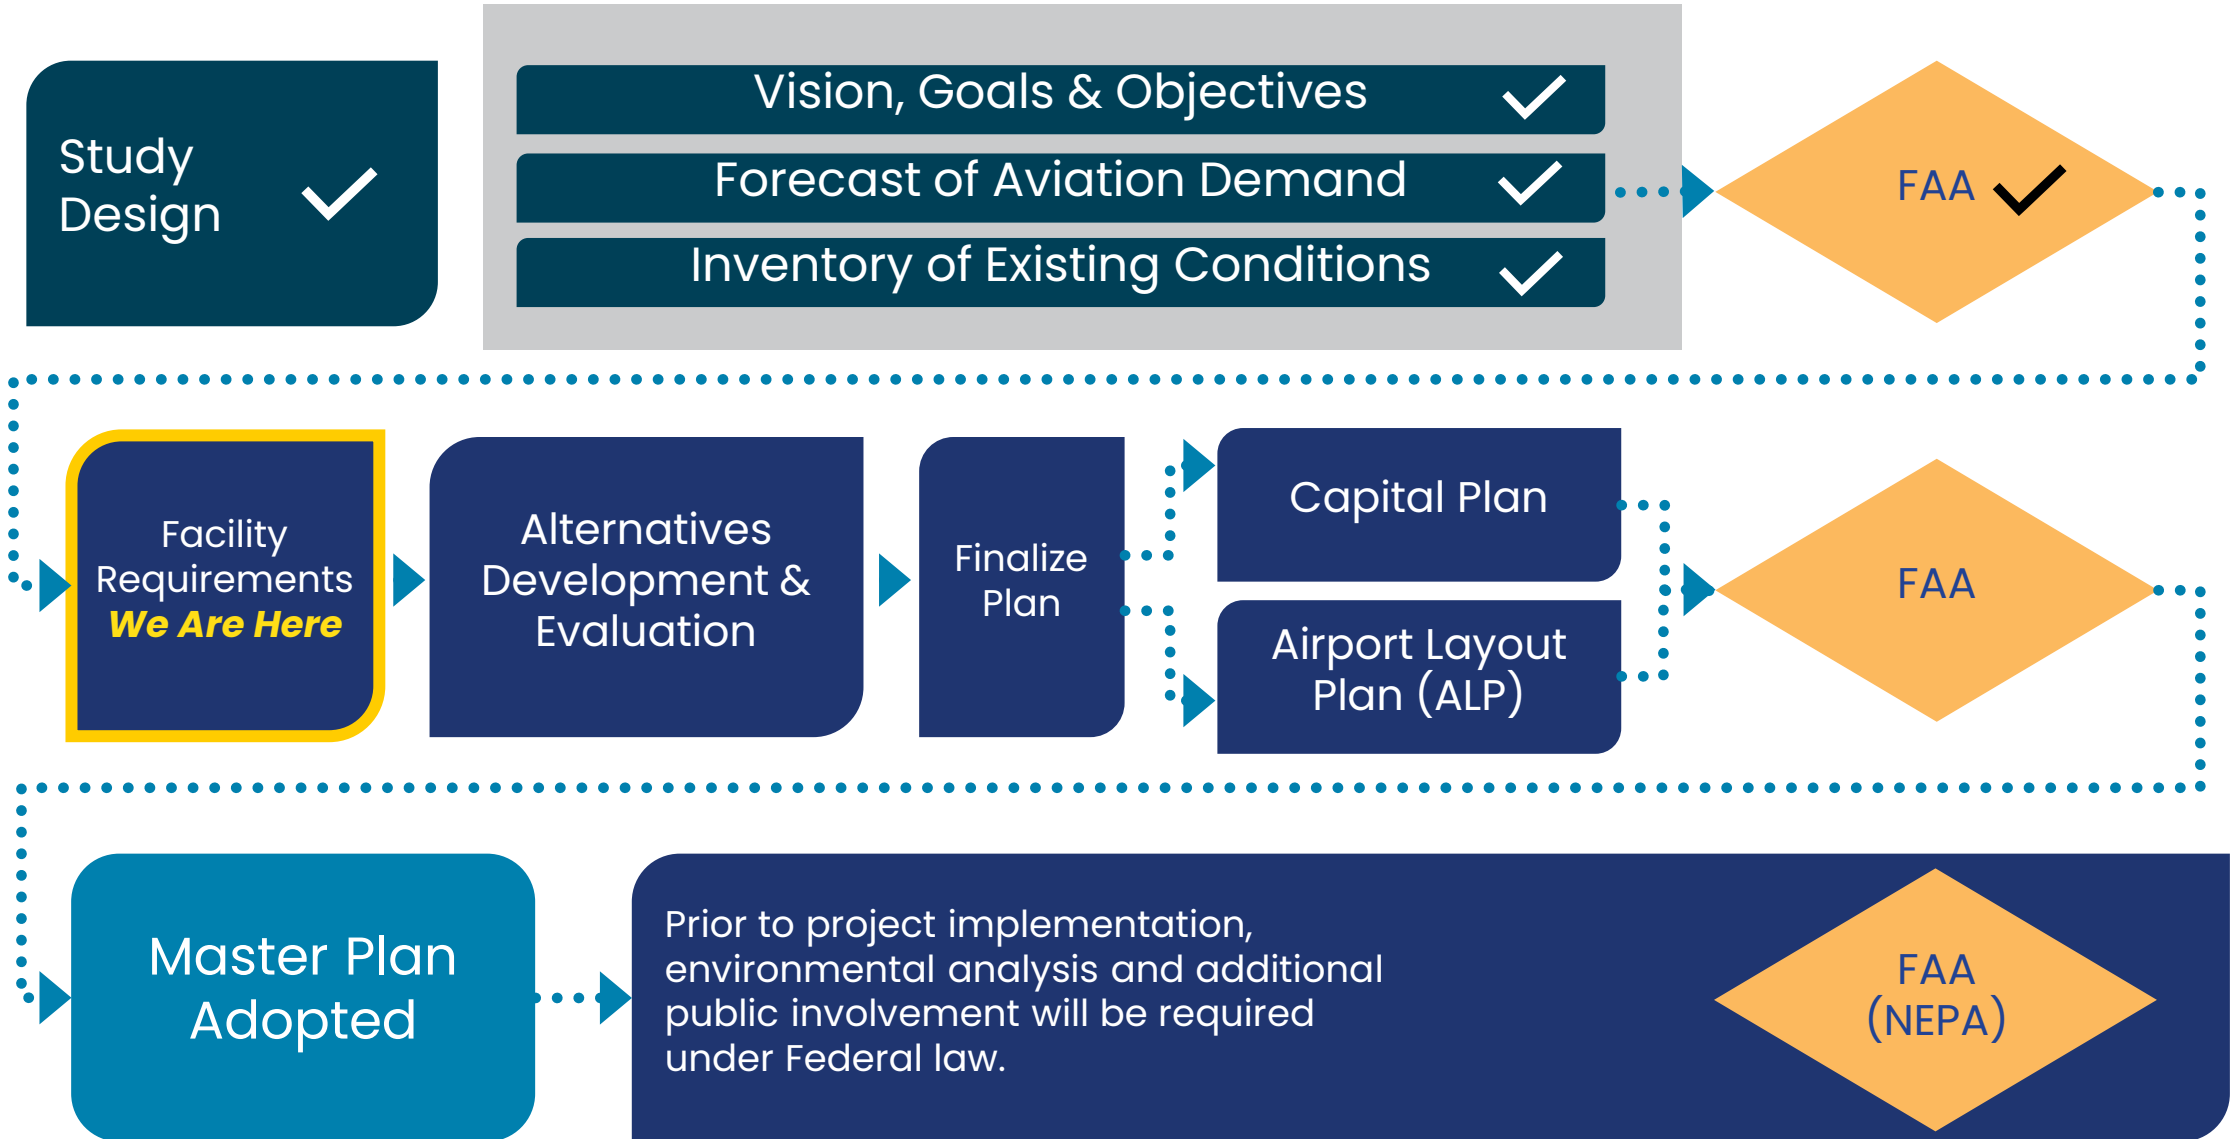 Study
Design
Vision, Goals & Objectives
Forecast of Aviation Demand
Inventory of Existing Conditions
FAA
Facility
Requirements
We Are Here
Alternatives
Development &
Evaluation
Finalize
Plan
Capital Plan
Airport Layout
Plan (ALP)
FAA
Master Plan
Adopted
Prior to project implementation,
environmental analysis and additional
public involvement will be required
under Federal law.
FAA
(NEPA)